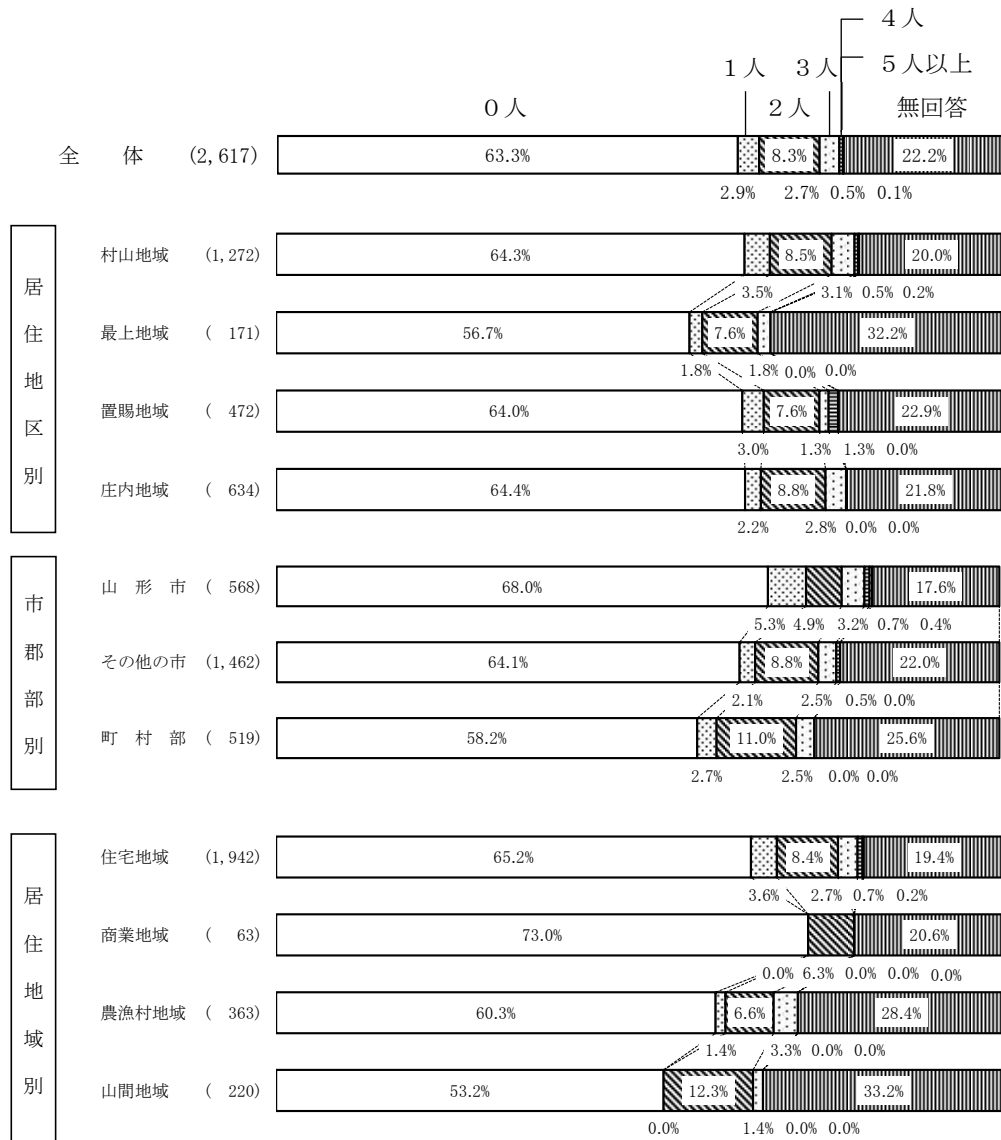 ４人
１人 ３人 ５人以上
０人 ２人 無回答
全　体 (2,617) 63.3% 8.3% 22.2%
2.9% 2.7% 0.5% 0.1%
居住地区別
村山地域 (1,272) 64.3% 8.5% 20.0%
3.5% 3.1% 0.5% 0.2%
最上地域 ( 171) 56.7% 7.6% 32.2%
1.8% 1.8% 0.0% 0.0%
置賜地域 ( 472) 64.0% 7.6% 22.9%
3.0% 1.3% 1.3% 0.0%
庄内地域 ( 634) 64.4% 8.8% 21.8%
2.2% 2.8% 0.0% 0.0%
市郡部別
山　形　市 ( 568) 68.0% 17.6%
5.3% 4.9% 3.2% 0.7% 0.4%
その他の市 (1,462) 64.1% 8.8% 22.0%
2.1% 2.5% 0.5% 0.0%
町　村　部 ( 519) 58.2% 11.0% 25.6%
2.7% 2.5% 0.0% 0.0%
居住地域別
住宅地域 (1,942) 65.2% 8.4% 19.4%
3.6% 2.7% 0.7% 0.2%
商業地域 ( 63) 73.0% 20.6%
0.0% 6.3% 0.0% 0.0% 0.0%
農漁村地域 ( 363) 60.3% 6.6% 28.4%
1.4% 3.3% 0.0% 0.0%
山間地域 ( 220) 53.2% 12.3% 33.2%
0.0% 1.4% 0.0% 0.0%